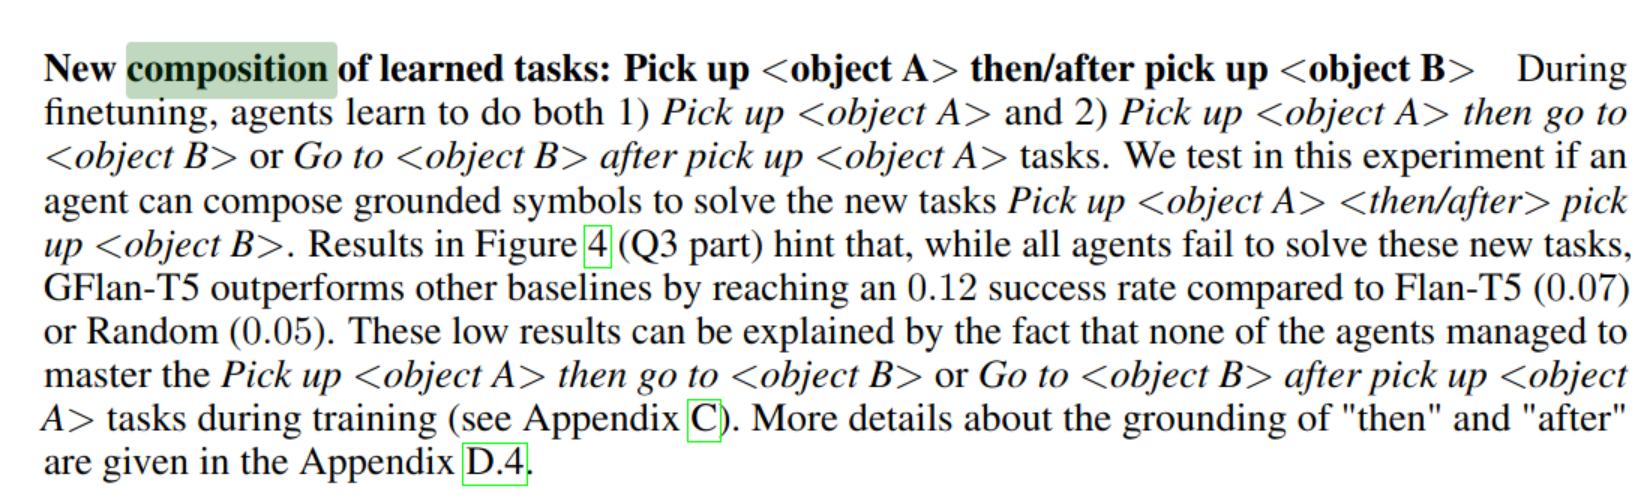 New composition of learned tasks: Pick up <object A> then/after pick up <object B> During
finetuning, agents learn to do both 1) Pick up <object A> and 2) Pick up <object A> then go to
<object B> or Go to <object B> after pick up <object A> tasks. We test in this experiment if an
agent can compose grounded symbols to solve the new tasks Pick up <object A> <then/after> pick
up <object B>. Results in Figure 4 (Q3 part) hint that, while all agents fail to solve these new tasks,
GFlan-T5 outperforms other baselines by reaching an 0.12 success rate compared to Flan-T5 (0.07)
or Random (0.05). These low results can be explained by the fact that none of the agents managed to
master the Pick up <object A> then go to <object B> or Go to <object B> after pick up <object
A> tasks during training (see Appendix C). More details about the grounding of "then" and "after"
are given in the Appendix D.4.